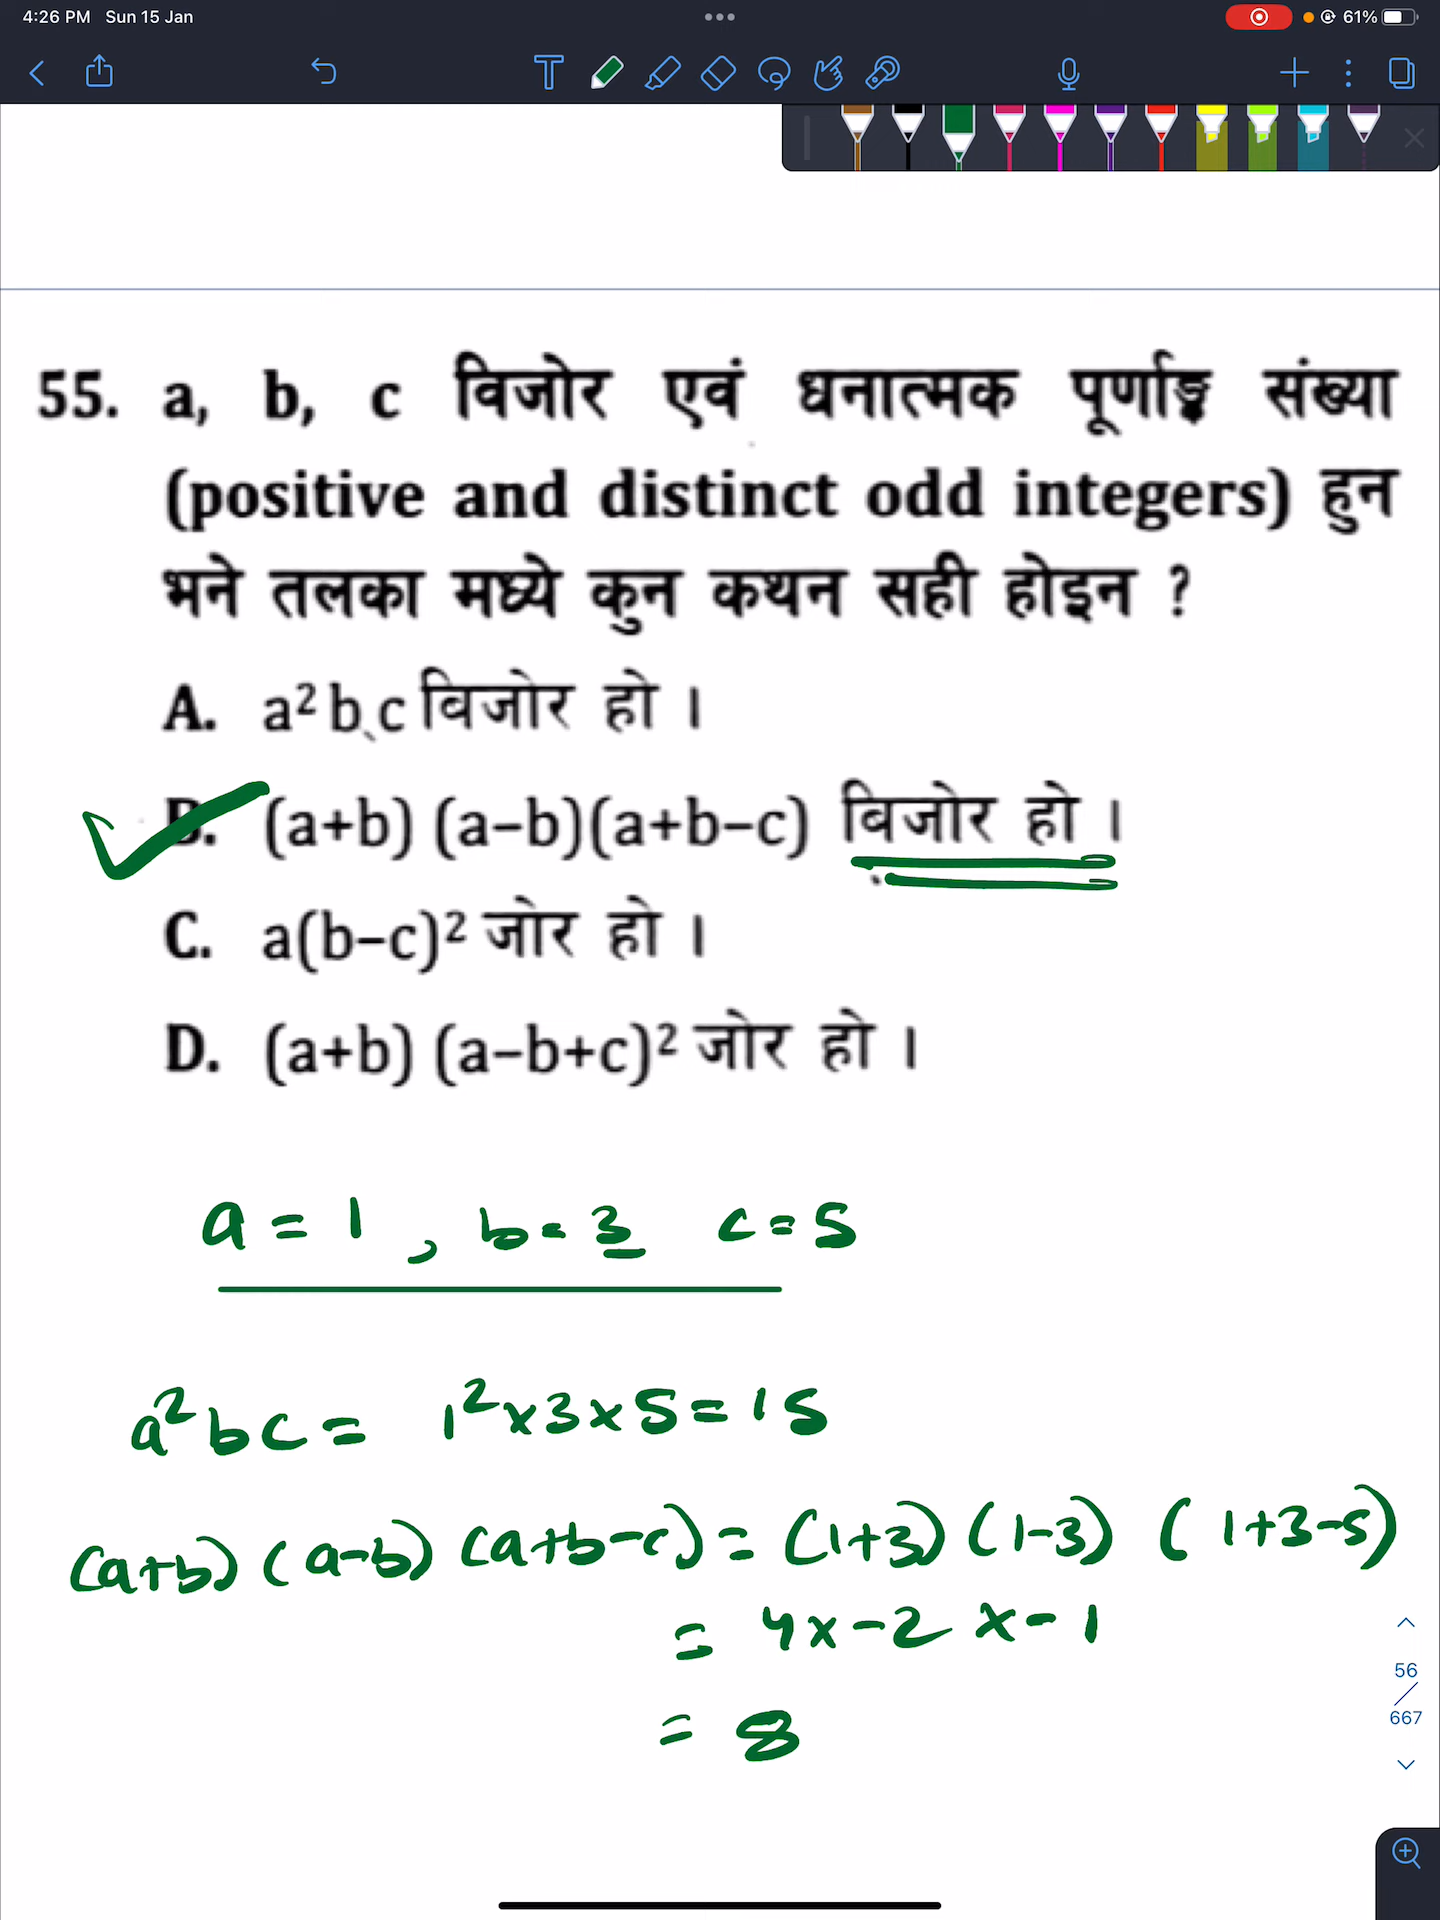 4:26 PM Sun 15 Jan
61%
T
55. a, b, c विजोर एवं धनात्मक पूर्णाङ्क संख्या
(positive and distinct odd integers) हुन
भने तलका मध्ये कुन कथन सही होइन ?
A. a² b c विजोर हो ।
B. (a+b) (a−b)(a+b−c) विजोर हो ।
C. a(b−c)² जोर हो ।
D. (a+b) (a−b+c)² जोर हो ।
a = 1 , b = 3 c = 5
a²bc = 1²×3×5 = 15
(a+b) (a-b) (a+b-c) = (1+3) (1-3) (1+3-5)
= 4x-2 x-1
= 8
56
/
667